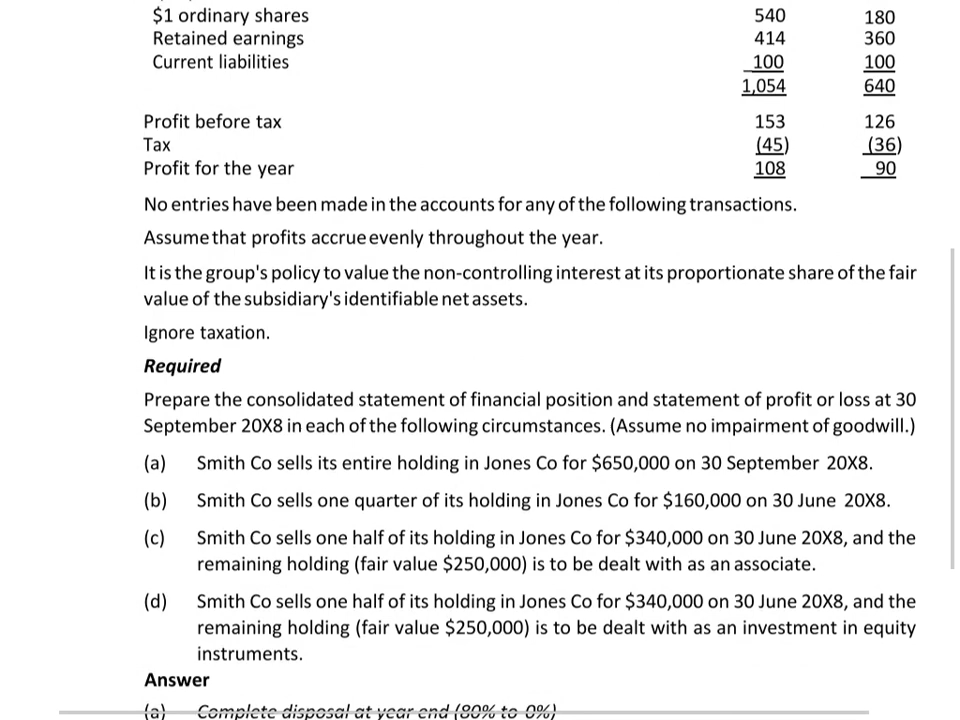 $1 ordinary shares 540 180
Retained earnings 414 360
Current liabilities 100 100
1,054 640
Profit before tax 153 126
Tax (45) (36)
Profit for the year 108 90
No entries have been made in the accounts for any of the following transactions.
Assume that profits accrue evenly throughout the year.
It is the group's policy to value the non-controlling interest at its proportionate share of the fair
value of the subsidiary's identifiable net assets.
Ignore taxation.
Required
Prepare the consolidated statement of financial position and statement of profit or loss at 30
September 20X8 in each of the following circumstances. (Assume no impairment of goodwill.)
(a) Smith Co sells its entire holding in Jones Co for $650,000 on 30 September 20X8.
(b) Smith Co sells one quarter of its holding in Jones Co for $160,000 on 30 June 20X8.
(c) Smith Co sells one half of its holding in Jones Co for $340,000 on 30 June 20X8, and the
remaining holding (fair value $250,000) is to be dealt with as an associate.
(d) Smith Co sells one half of its holding in Jones Co for $340,000 on 30 June 20X8, and the
remaining holding (fair value $250,000) is to be dealt with as an investment in equity
instruments.
Answer
(a) Complete disposal at year end (80% to 0%)